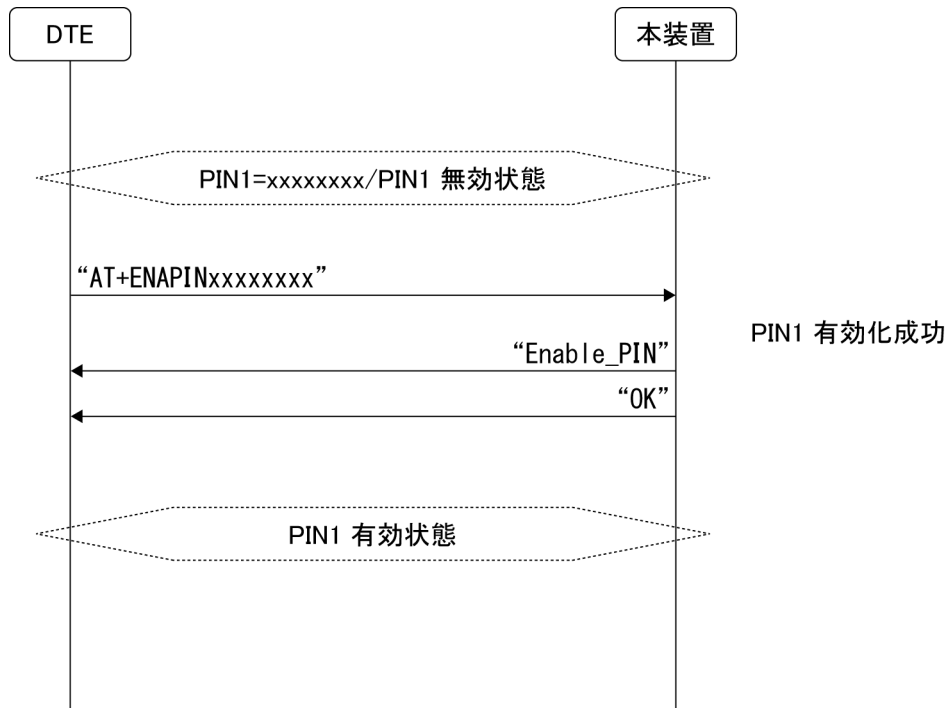 DTE
本装置
PIN1=xxxxxxxx/PIN1 無効状態
“AT+ENAPINxxxxxxxx”
PIN1 有効化成功
“Enable_PIN”
“OK”
PIN1 有効状態